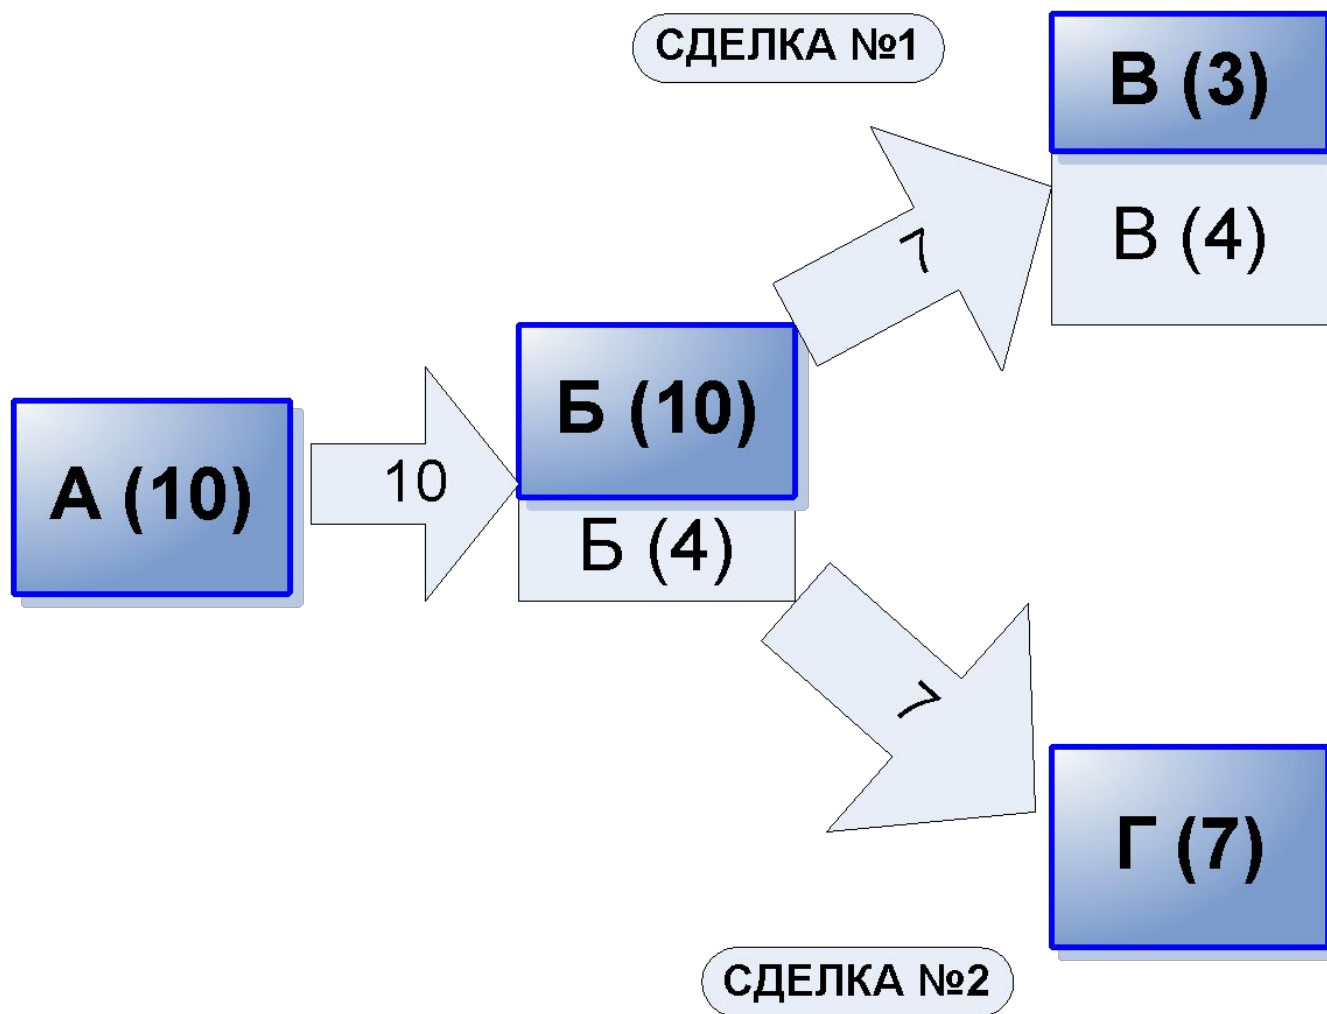 СДЕЛКА №1
В (3)
В (4)
7
Б (10)
А (10)
10
Б (4)
7
Г (7)
СДЕЛКА №2